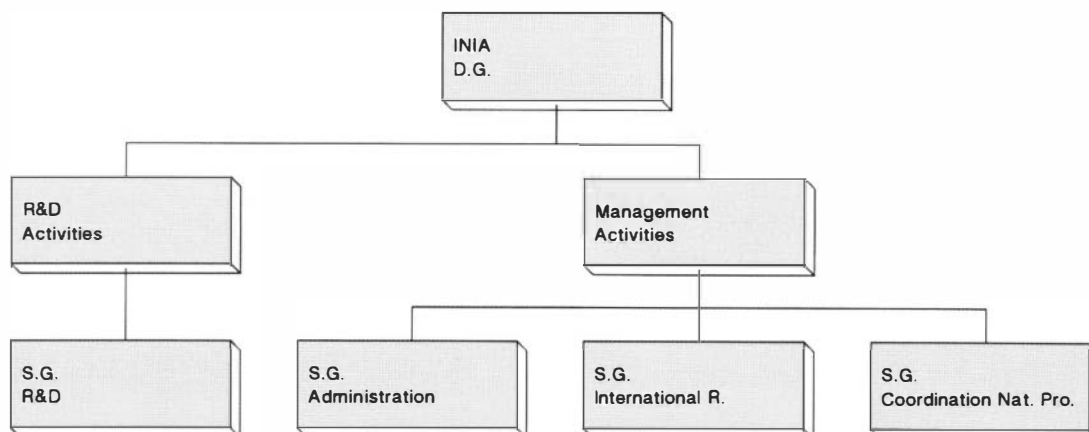 INIA
D.G.
R&D
Activities
Management
Activities
S.G.
R&D
S.G.
Administration
S.G.
International R.
S.G.
Coordination Nat. Pro.